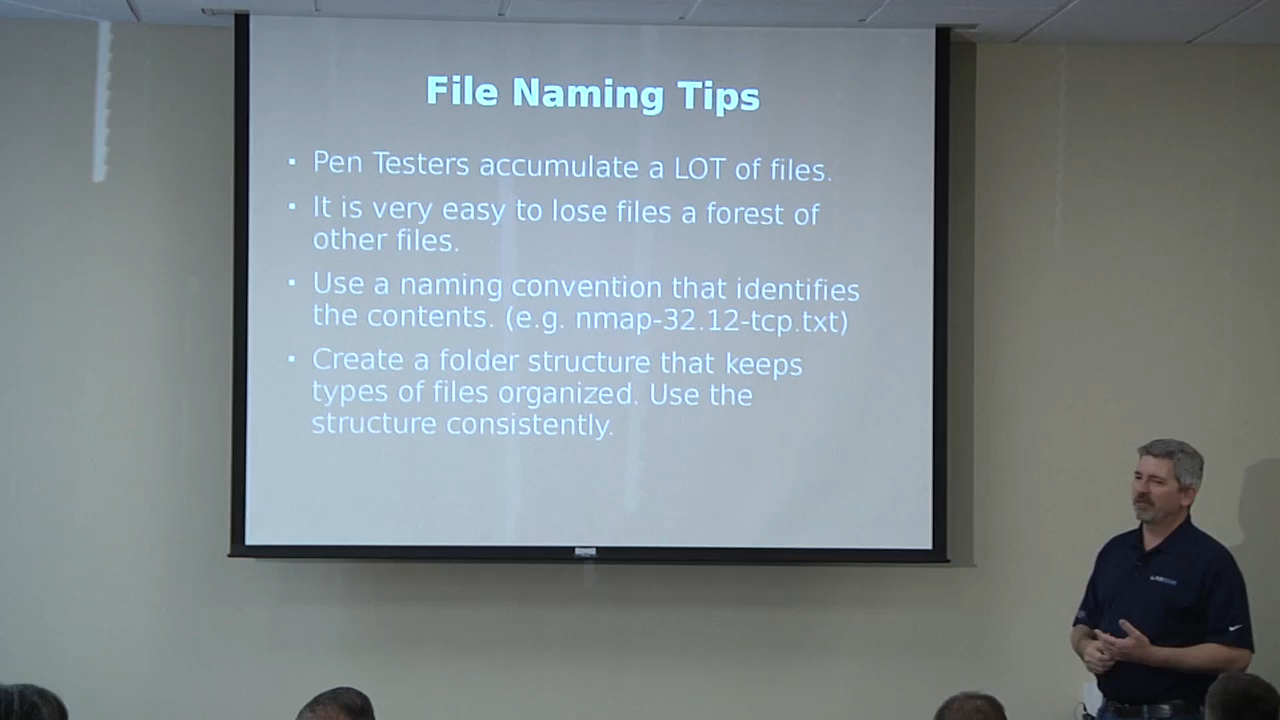 File Naming Tips
▪ Pen Testers accumulate a LOT of files.
▪ It is very easy to lose files a forest of
other files.
▪ Use a naming convention that identifies
the contents. (e.g. nmap-32.12-tcp.txt)
▪ Create a folder structure that keeps
types of files organized. Use the
structure consistently.